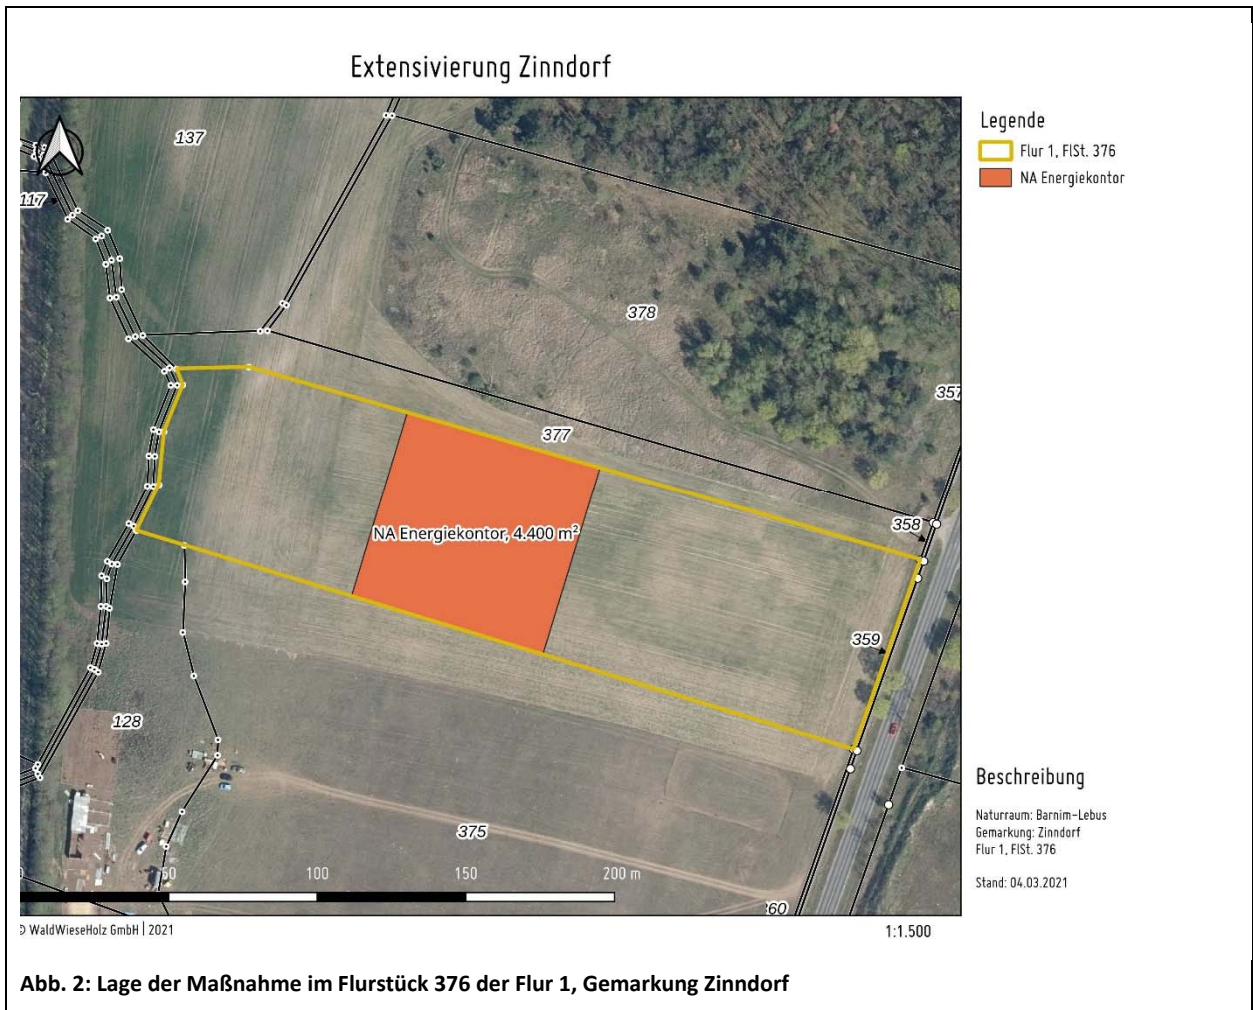 Extensivierung Zinndorf
Legende
Flur 1, FlSt. 376
NA Energiekontor
137
117
378
357
377
NA Energiekontor, 4.400 m²
358
359
128
375
50
100
150
200 m
Beschreibung
Naturraum: Barnim-Lebus
Gemarkung: Zinndorf
Flur 1, FlSt. 376
Stand: 04.03.2021
© WaldWieseHolz GmbH | 2021
1:1.500
Abb. 2: Lage der Maßnahme im Flurstück 376 der Flur 1, Gemarkung Zinndorf